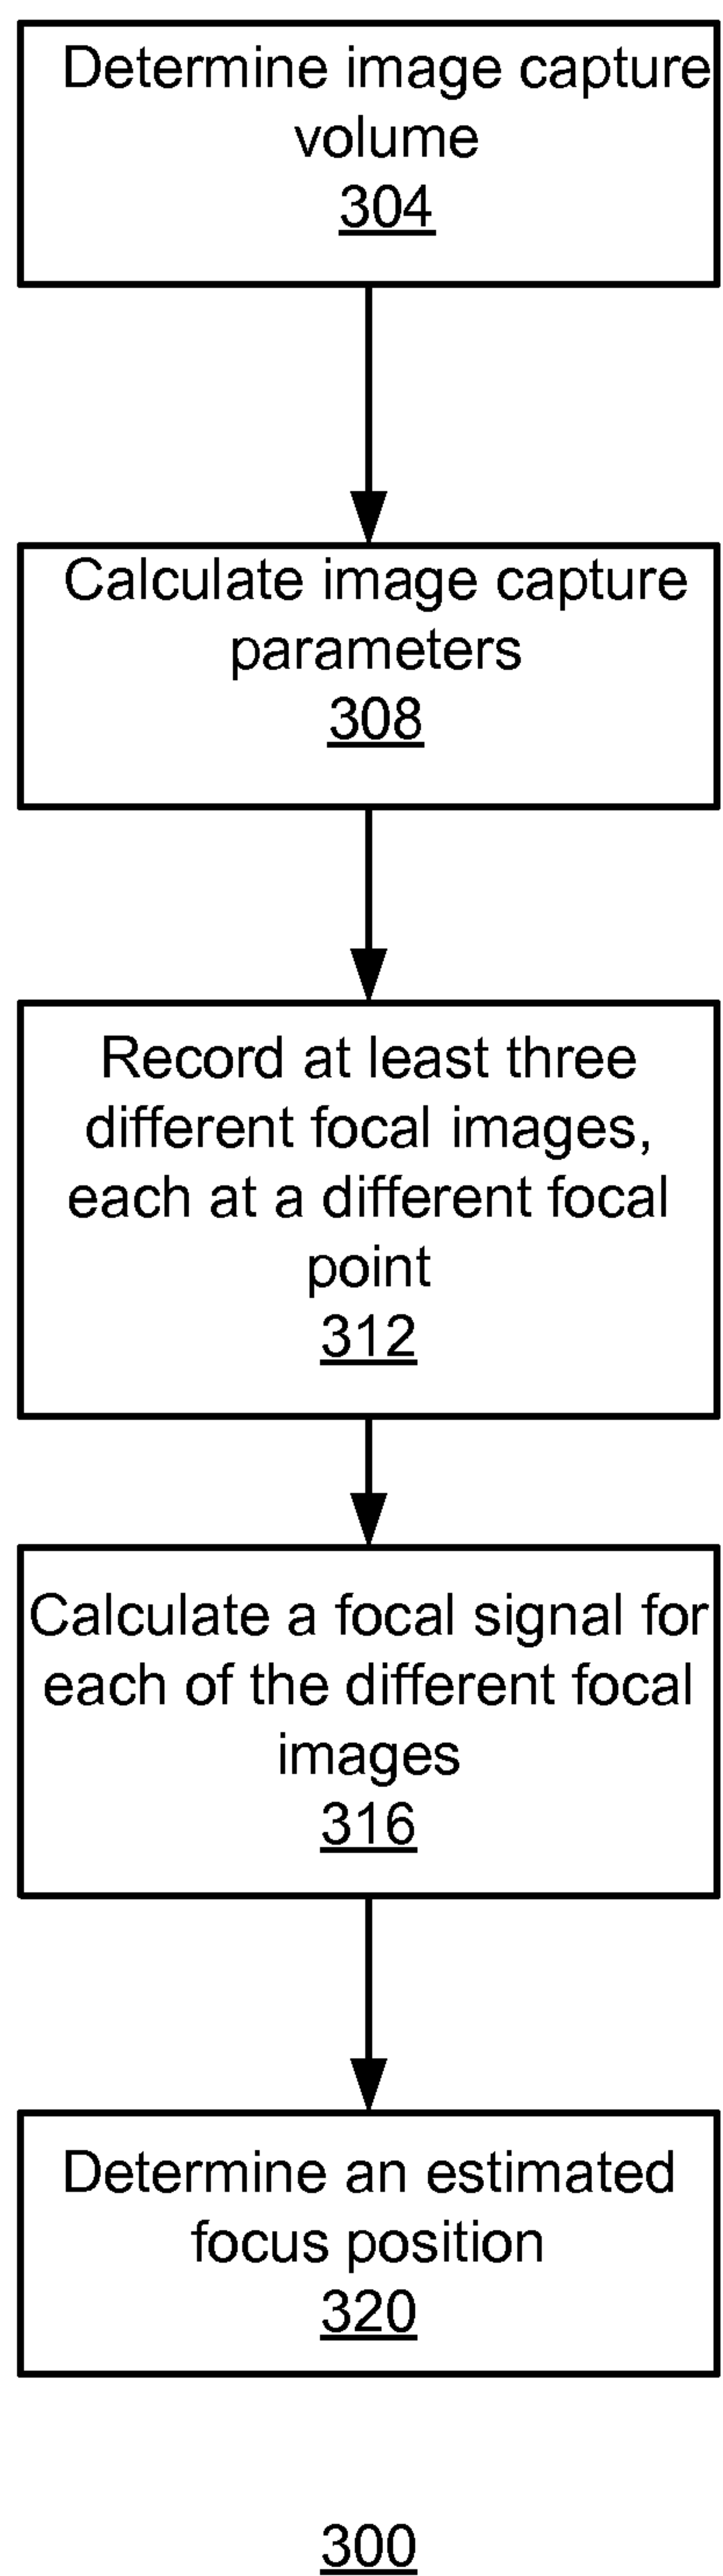 Determine image capture
volume
304
Calculate image capture
parameters
308
Record at least three
different focal images,
each at a different focal
point
312
Calculate a focal signal for
each of the different focal
images
316
Determine an estimated
focus position
320
300